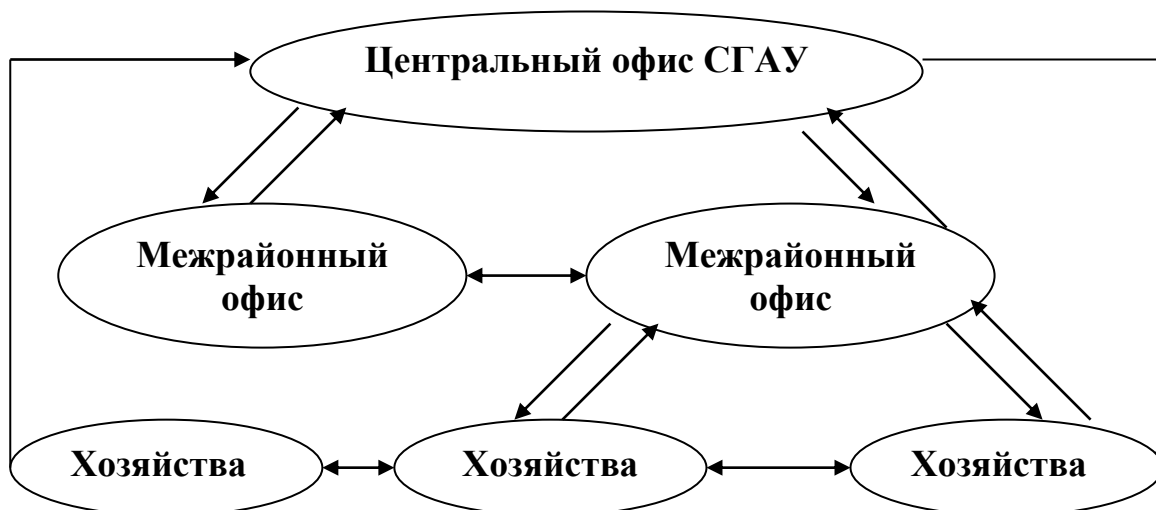 Центральный офис СГАУ
Межрайонный
офис
Межрайонный
офис
Хозяйства
Хозяйства
Хозяйства